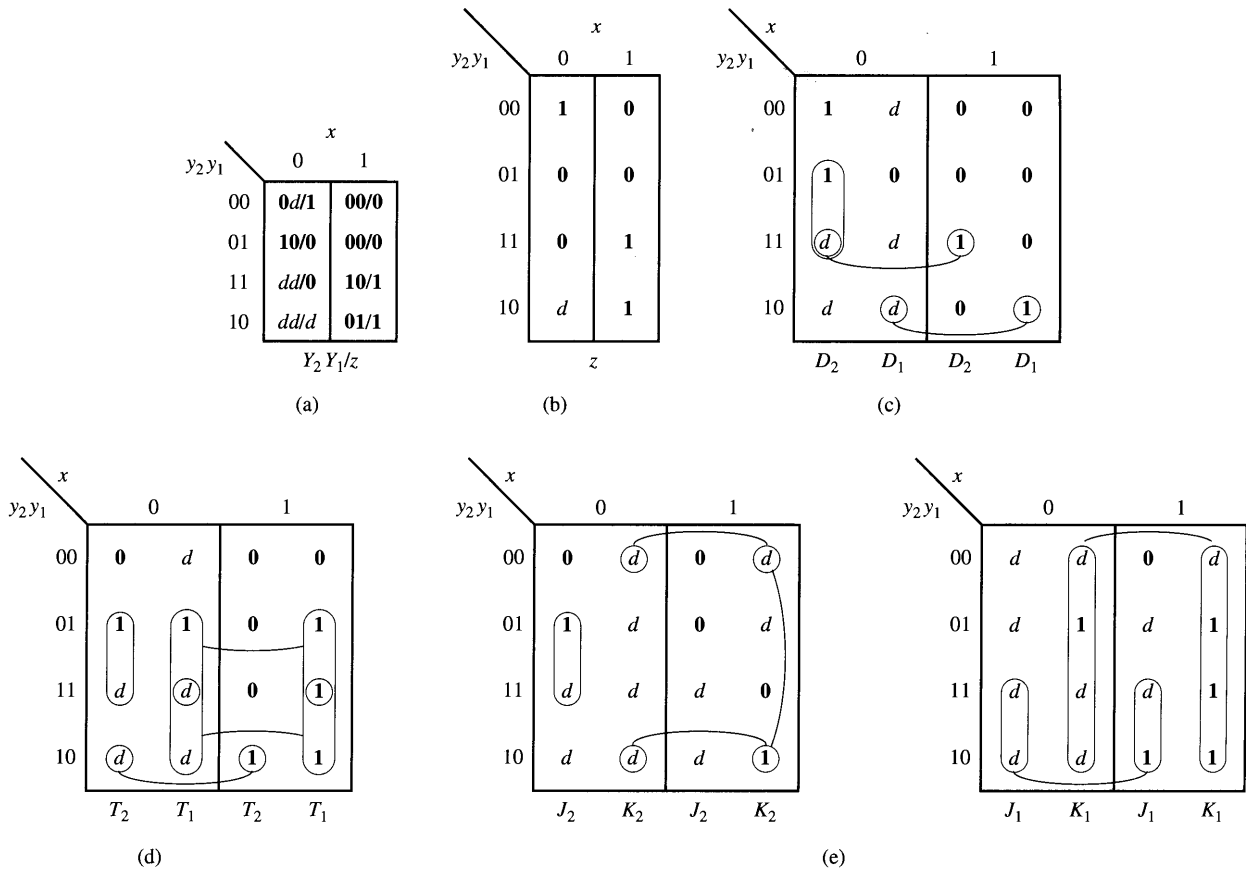 x
y₂y₁ 0 1
00 0d/1 00/0
01 10/0 00/0
11 dd/0 10/1
10 dd/d 01/1
Y₂ Y₁/z
(a)
x
y₂y₁ 0 1
00 1 0
01 0 0
11 0 1
10 d 1
z
(b)
x
y₂y₁ 0 1
00 1 d 0 0
01 1 0 0 0
11 d d 1 0
10 d d 0 1
D₂ D₁ D₂ D₁
(c)
x
y₂y₁ 0 1
00 0 d 0 0
01 1 1 0 1
11 d d 0 1
10 d d 1 1
T₂ T₁ T₂ T₁
(d)
x
y₂y₁ 0 1
00 0 d 0 d
01 1 d 0 d
11 d d d 0
10 d d d 1
J₂ K₂ J₂ K₂
x
y₂y₁ 0 1
00 d d 0 d
01 d 1 d 1
11 d d d 1
10 d d 1 1
J₁ K₁ J₁ K₁
(e)